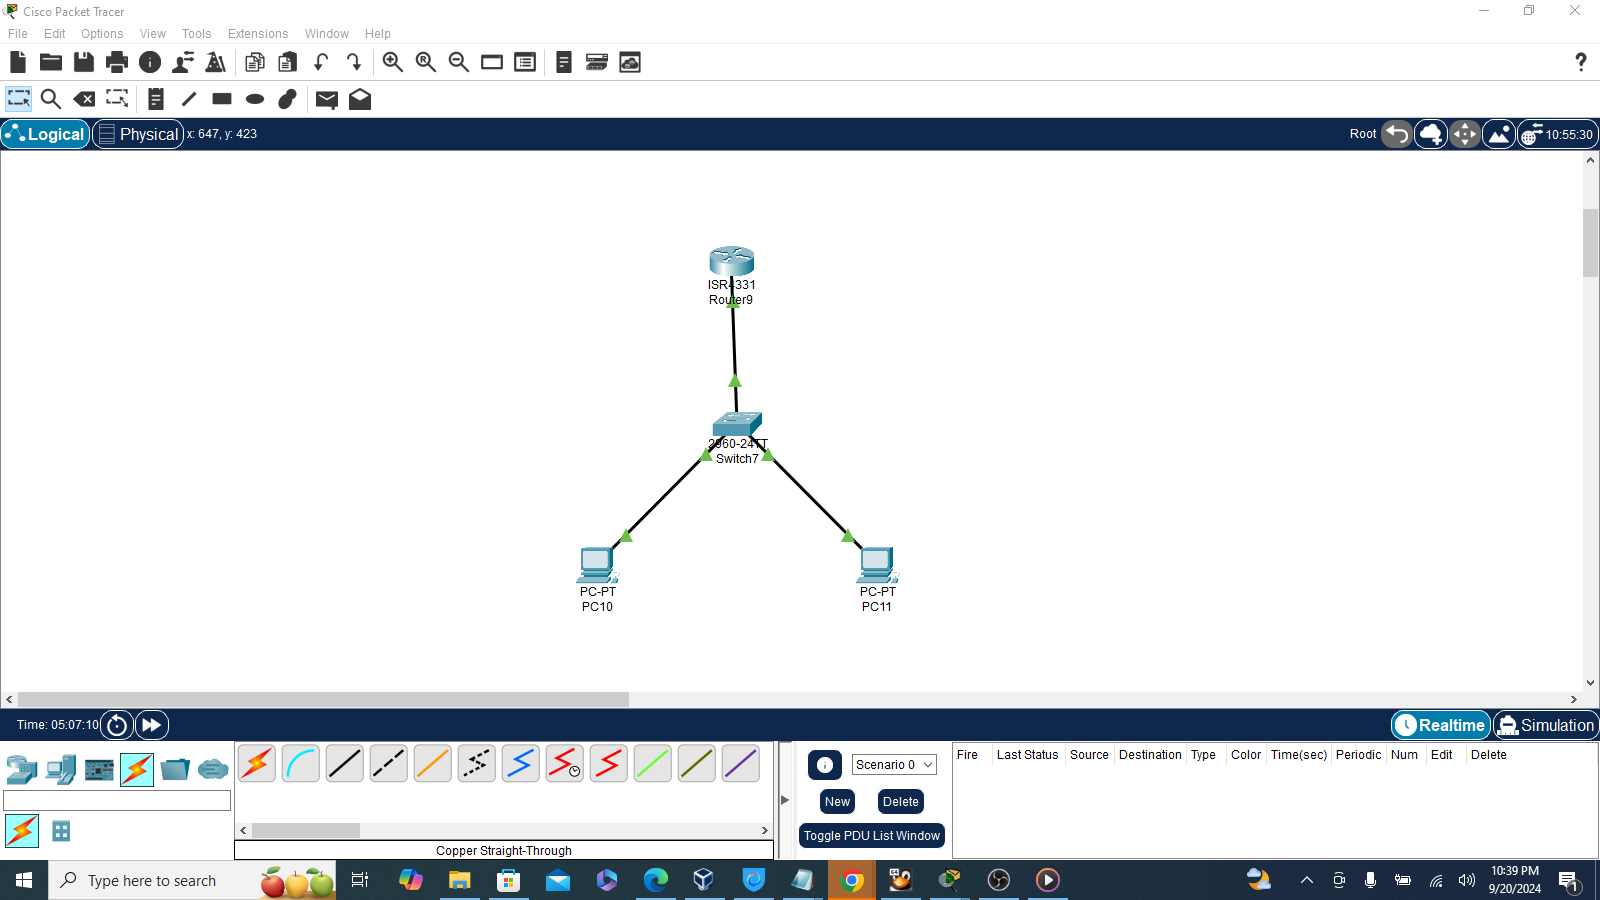 Cisco Packet Tracer
File Edit Options View Tools Extensions Window Help
Logical Physical x: 647, y: 423 Root 10:55:30
ISR4331
Router9
2960-24TT
Switch7
PC-PT
PC10
PC-PT
PC11
Time: 05:07:10 Realtime Simulation
Scenario 0
New Delete
Toggle PDU List Window
Fire Last Status Source Destination Type Color Time(sec) Periodic Num Edit Delete
Copper Straight-Through
Type here to search
10:39 PM
9/20/2024
1